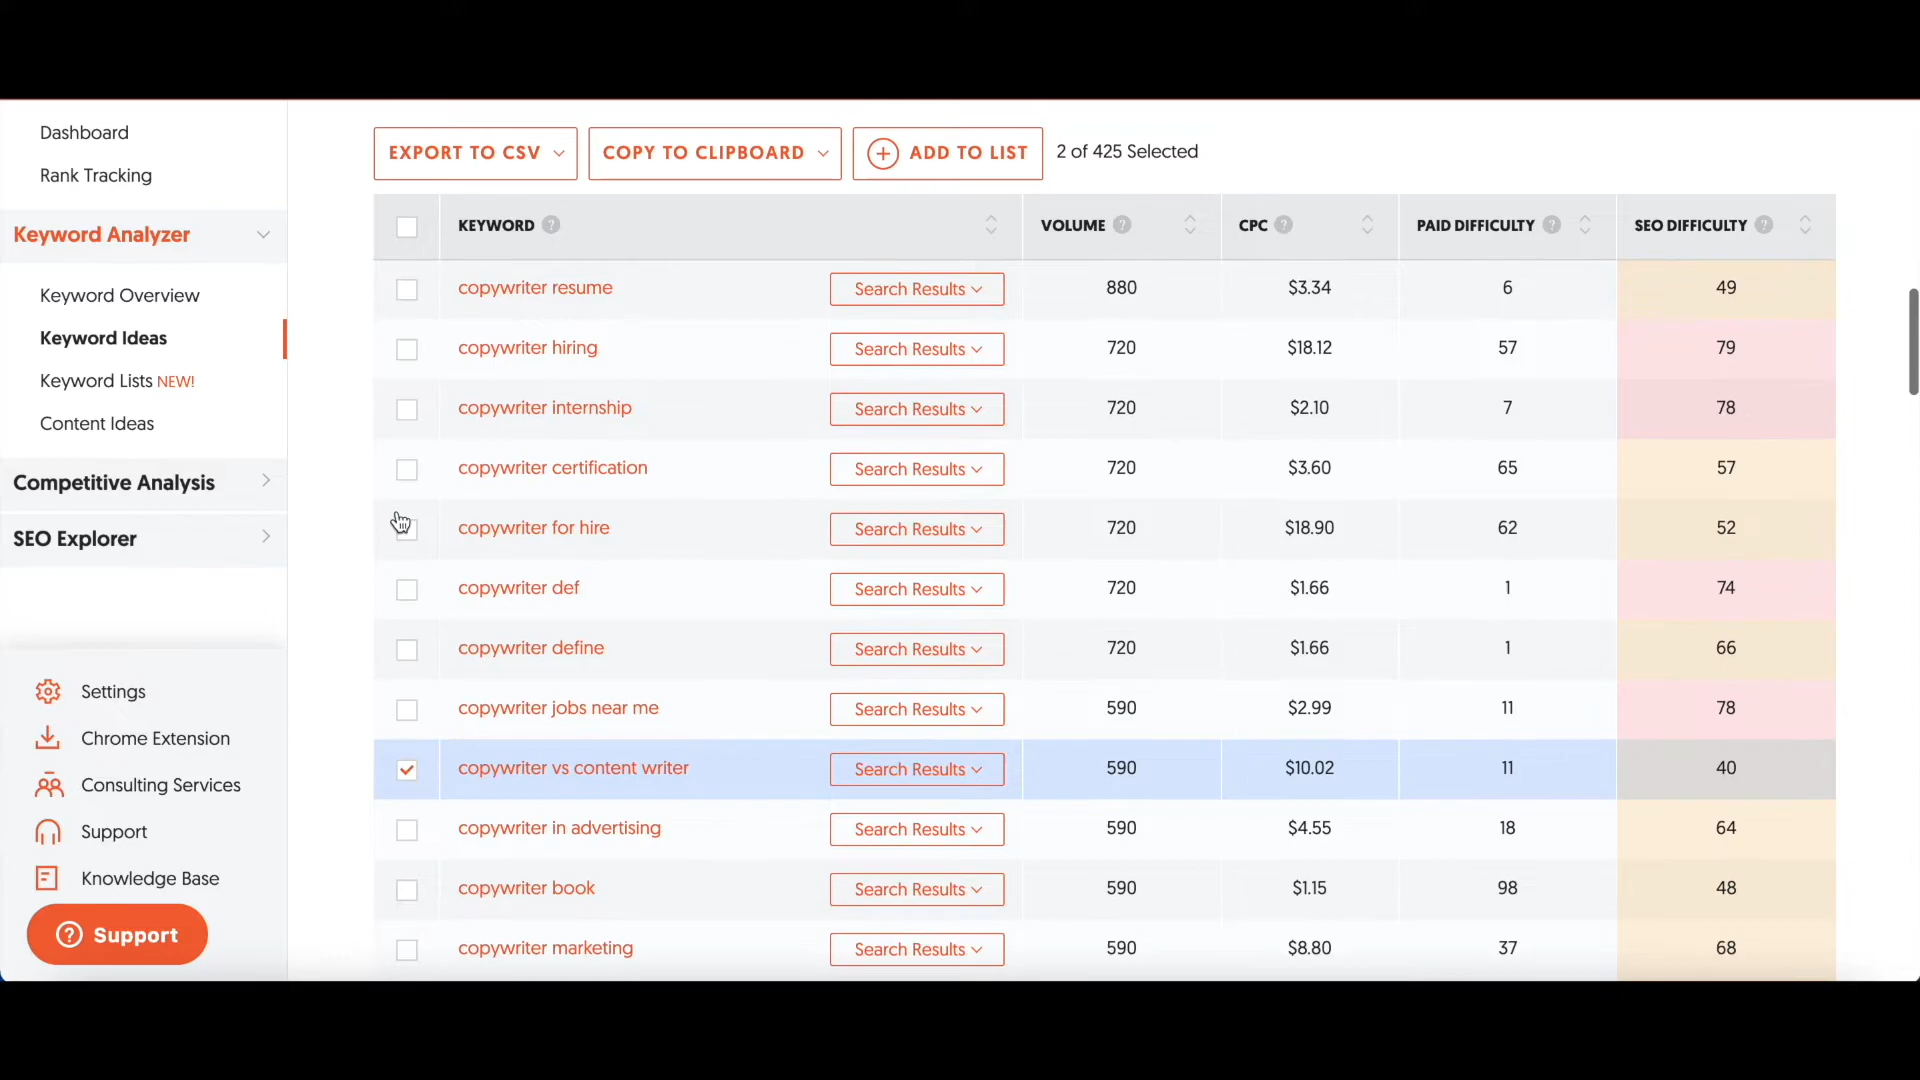 Dashboard
Rank Tracking
Keyword Analyzer
Keyword Overview
Keyword Ideas
Keyword Lists NEW!
Content Ideas
Competitive Analysis
SEO Explorer
Settings
Chrome Extension
Consulting Services
Support
Knowledge Base
? Support
EXPORT TO CSV COPY TO CLIPBOARD + ADD TO LIST 2 of 425 Selected
KEYWORD ? VOLUME ? CPC ? PAID DIFFICULTY ? SEO DIFFICULTY ?
copywriter resume Search Results 880 $3.34 6 49
copywriter hiring Search Results 720 $18.12 57 79
copywriter internship Search Results 720 $2.10 7 78
copywriter certification Search Results 720 $3.60 65 57
copywriter for hire Search Results 720 $18.90 62 52
copywriter def Search Results 720 $1.66 1 74
copywriter define Search Results 720 $1.66 1 66
copywriter jobs near me Search Results 590 $2.99 11 78
copywriter vs content writer Search Results 590 $10.02 11 40
copywriter in advertising Search Results 590 $4.55 18 64
copywriter book Search Results 590 $1.15 98 48
copywriter marketing Search Results 590 $8.80 37 68